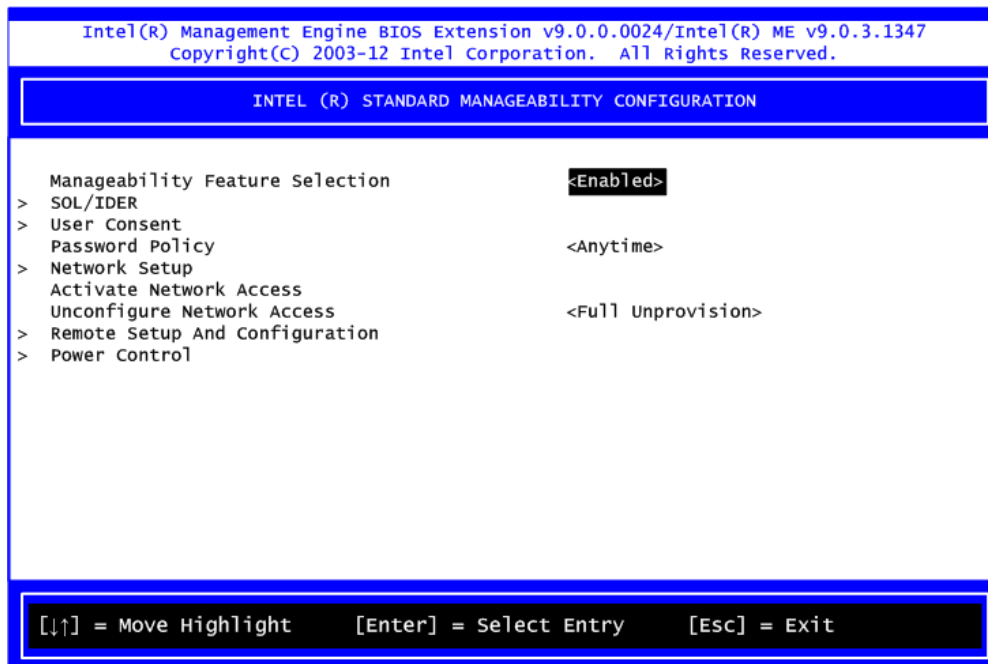 Intel(R) Management Engine BIOS Extension v9.0.0.0024/Intel(R) ME v9.0.3.1347
Copyright(C) 2003-12 Intel Corporation. All Rights Reserved.
INTEL (R) STANDARD MANAGEABILITY CONFIGURATION
Manageability Feature Selection <Enabled>
> SOL/IDER
> User Consent
Password Policy <Anytime>
> Network Setup
Activate Network Access
Unconfigure Network Access <Full Unprovision>
> Remote Setup And Configuration
> Power Control
[↓↑] = Move Highlight [Enter] = Select Entry [Esc] = Exit